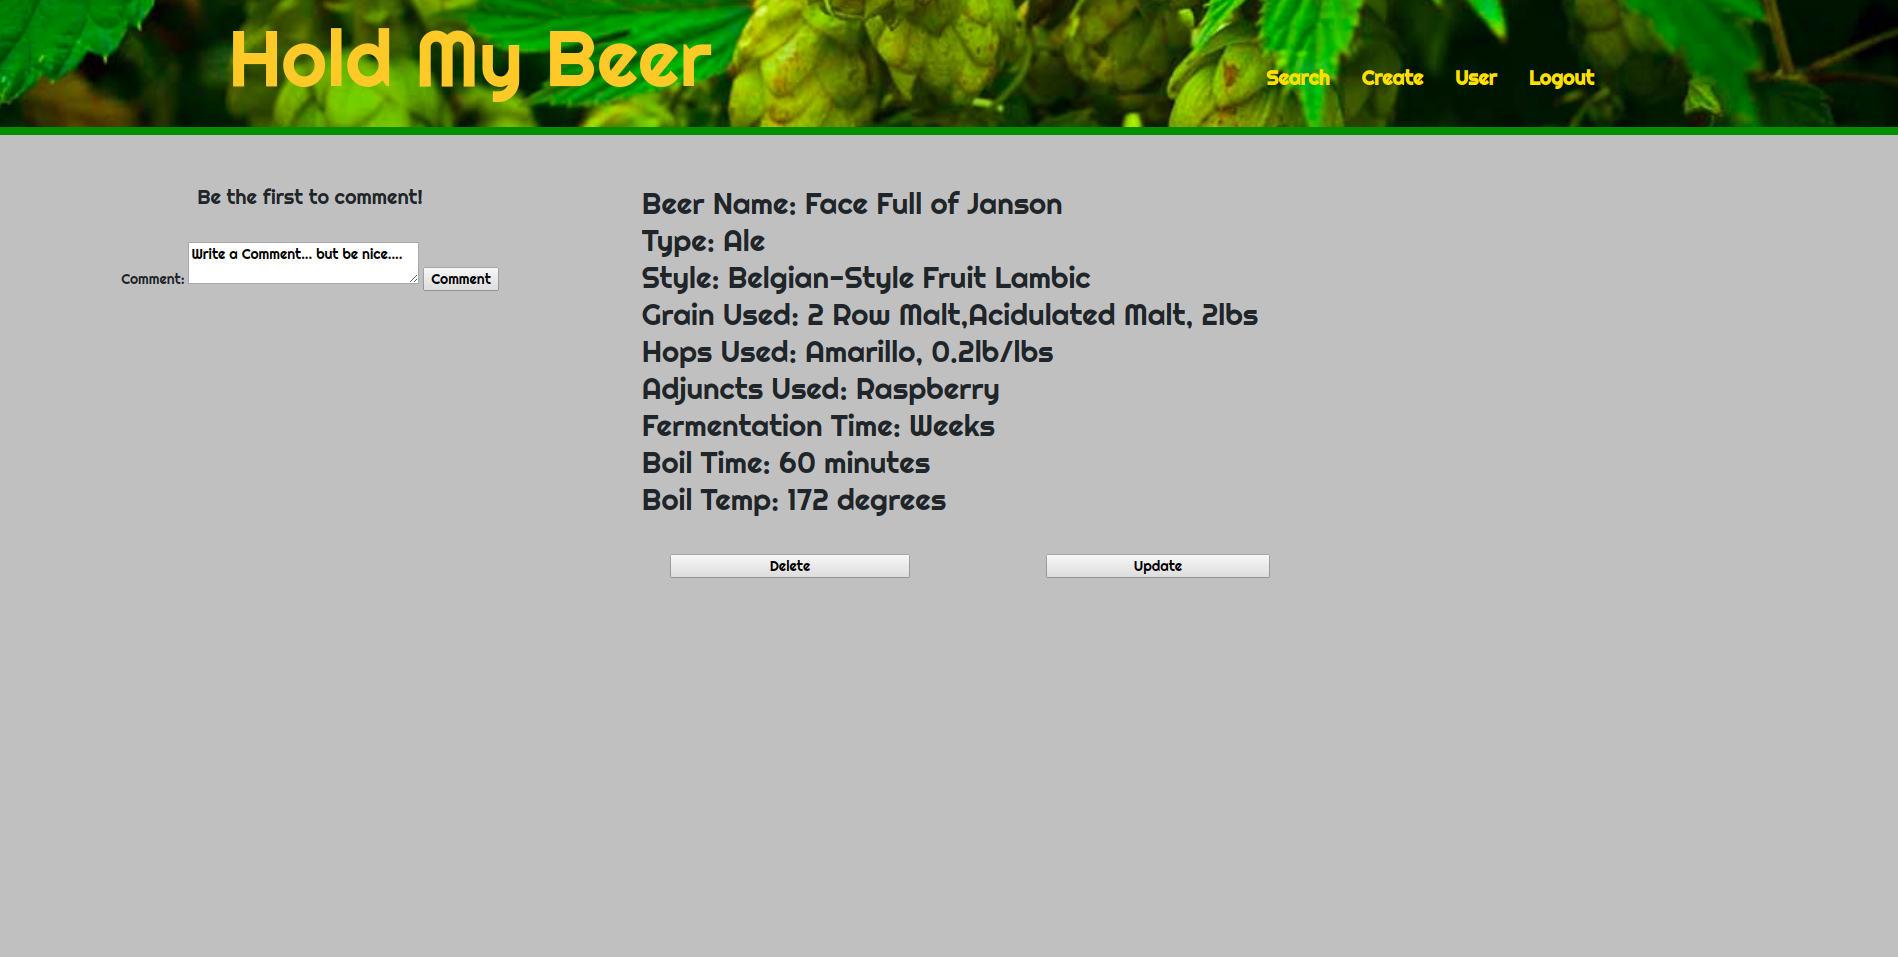 Hold My Beer
Search Create User Logout
Be the first to comment!
Comment: Write a Comment... but be nice.... Comment
Beer Name: Face Full of Janson
Type: Ale
Style: Belgian-Style Fruit Lambic
Grain Used: 2 Row Malt,Acidulated Malt, 2lbs
Hops Used: Amarillo, 0.2lb/lbs
Adjuncts Used: Raspberry
Fermentation Time: Weeks
Boil Time: 60 minutes
Boil Temp: 172 degrees
Delete Update